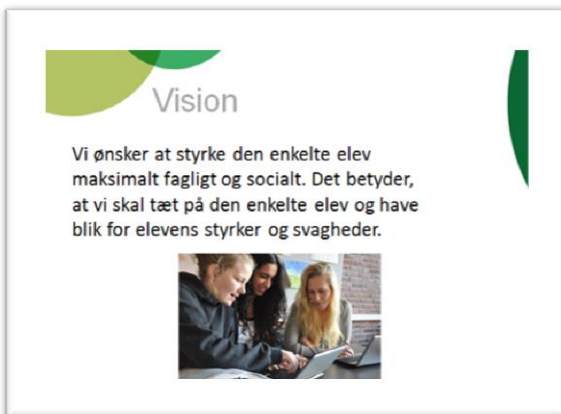 Vision
Vi ønsker at styrke den enkelte elev
maksimalt fagligt og socialt. Det betyder,
at vi skal tæt på den enkelte elev og have
blik for elevens styrker og svagheder.